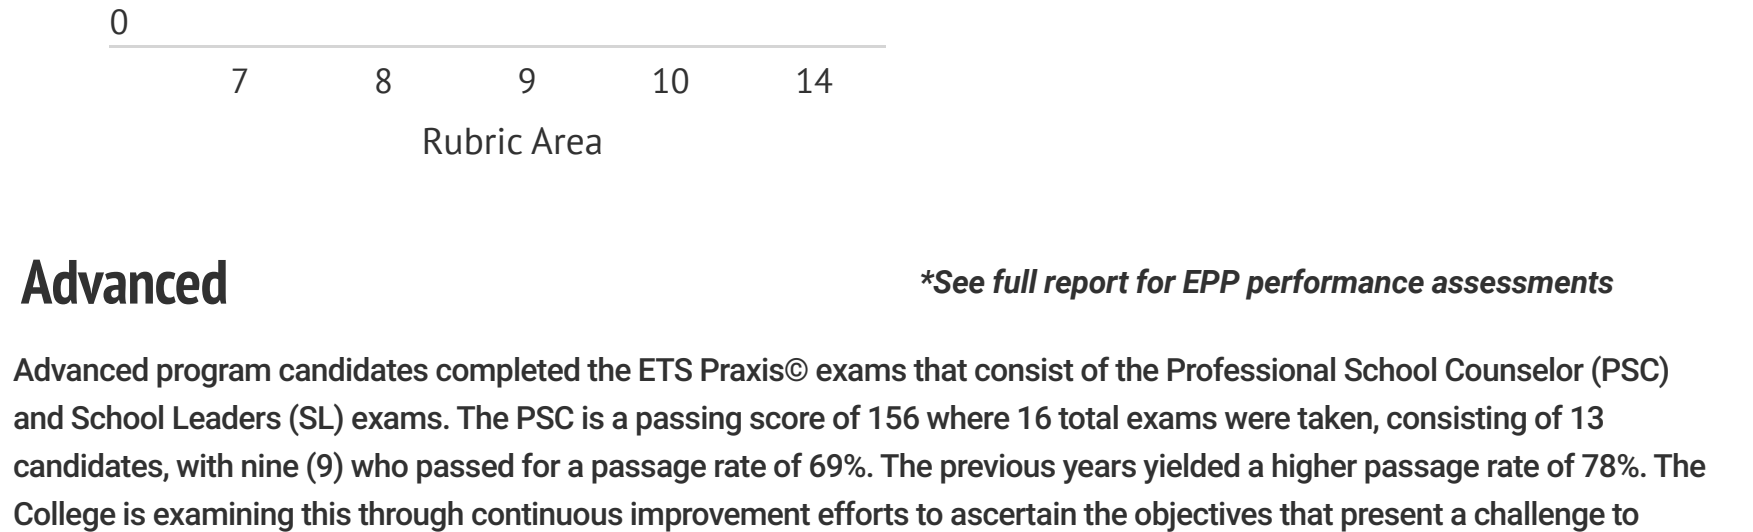 0
7 8 9 10 14
Rubric Area
Advanced
*See full report for EPP performance assessments
Advanced program candidates completed the ETS Praxis© exams that consist of the Professional School Counselor (PSC)
and School Leaders (SL) exams. The PSC is a passing score of 156 where 16 total exams were taken, consisting of 13
candidates, with nine (9) who passed for a passage rate of 69%. The previous years yielded a higher passage rate of 78%. The
College is examining this through continuous improvement efforts to ascertain the objectives that present a challenge to